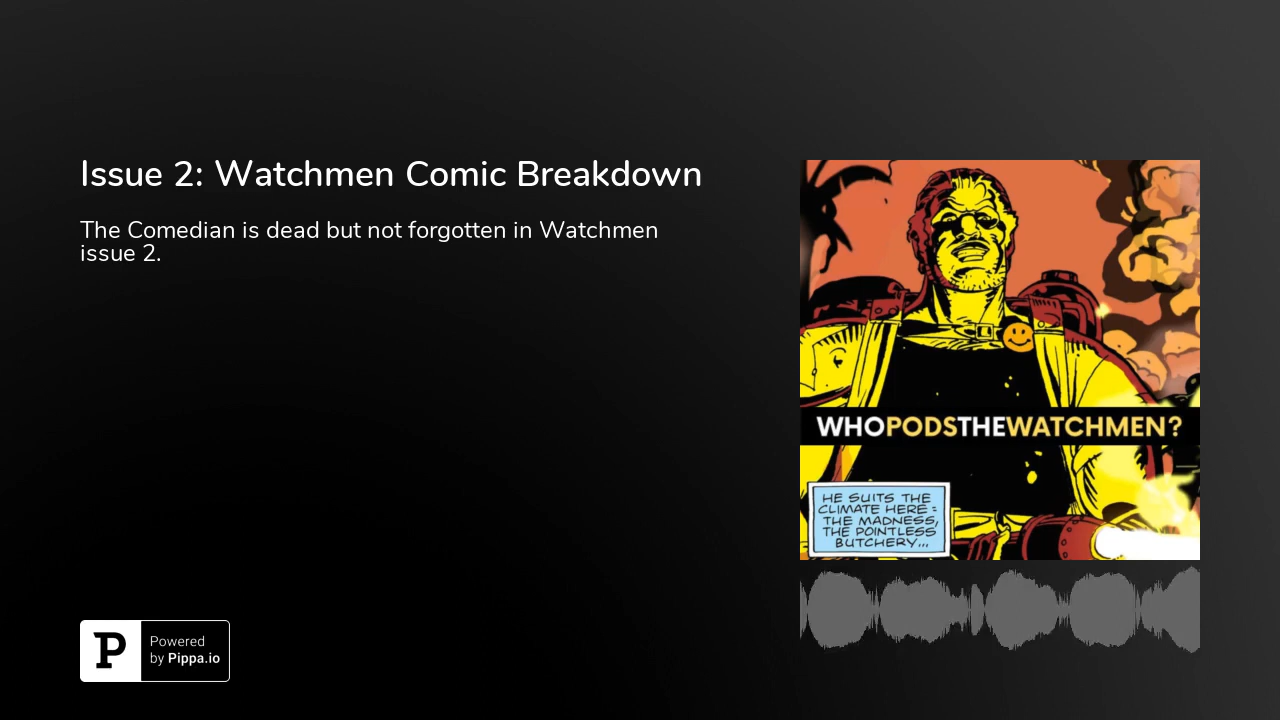 Issue 2: Watchmen Comic Breakdown
The Comedian is dead but not forgotten in Watchmen
issue 2.
WHOPODSTHEWATCHMEN?
HE SUITS THE
CLIMATE HERE:
THE MADNESS,
THE POINTLESS
BUTCHERY...
P
Powered
by Pippa.io